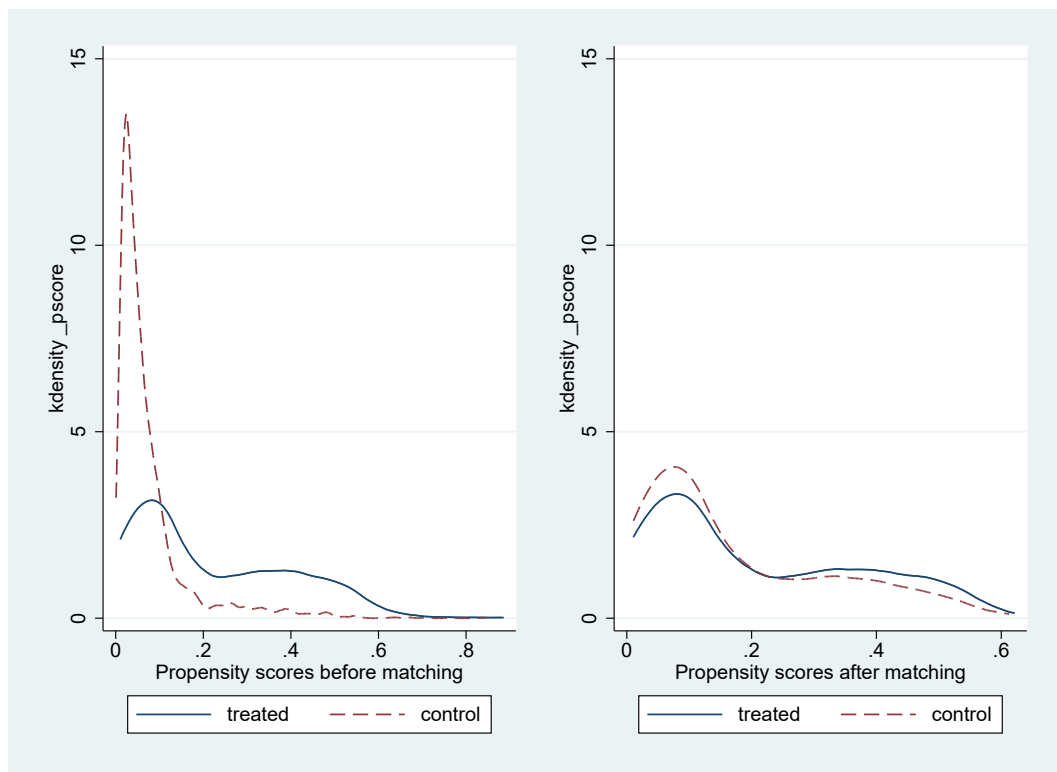 kdensity _pscore
15
10
5
0
0 .2 .4 .6 .8
Propensity scores before matching
treated control
kdensity _pscore
15
10
5
0
0 .2 .4 .6
Propensity scores after matching
treated control